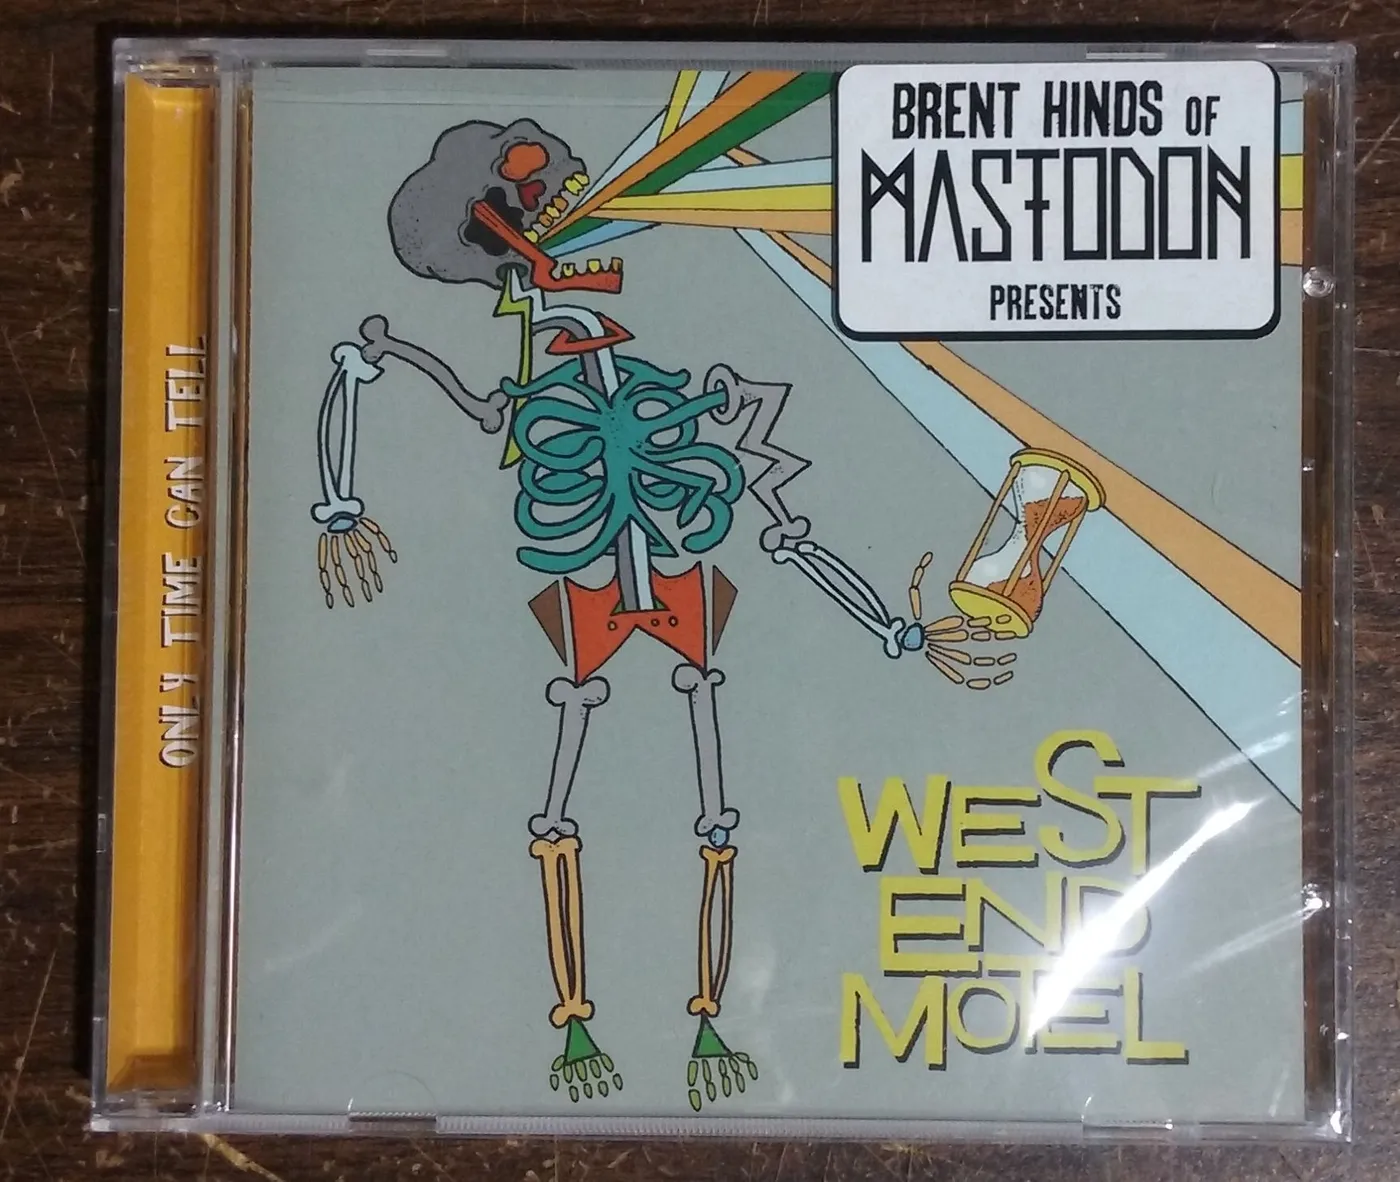 BRENT HINDS OF
MASTODON
PRESENTS
ONLY TIME CAN TELL
WEST
END
MOTEL